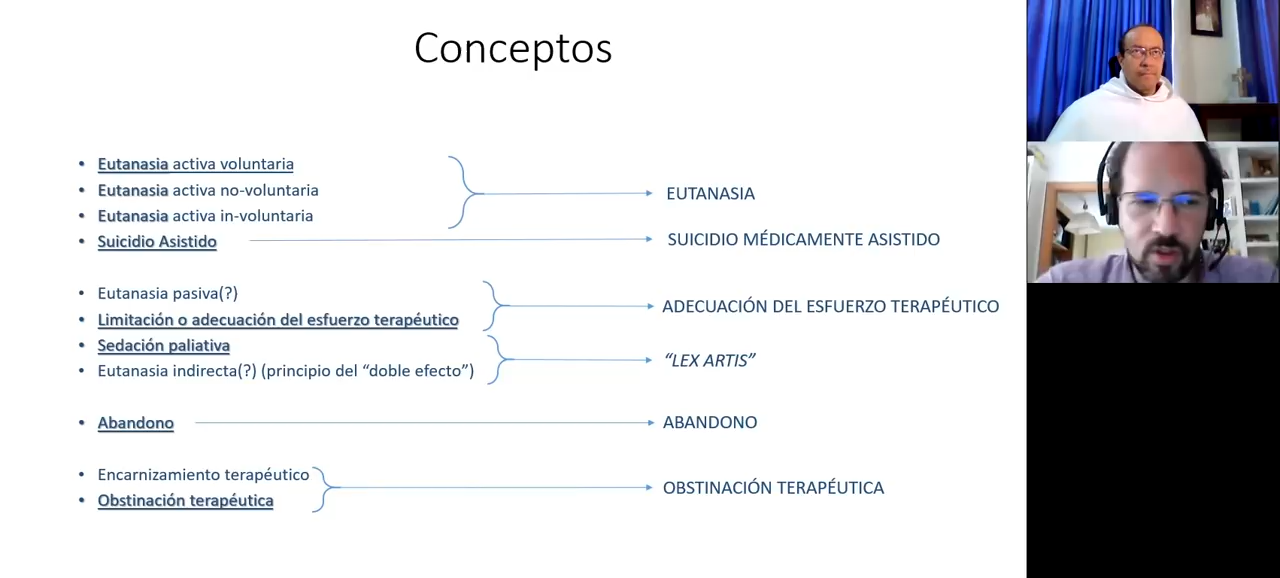 Conceptos
• Eutanasia activa voluntaria
• Eutanasia activa no-voluntaria
• Eutanasia activa in-voluntaria
EUTANASIA
• Suicidio Asistido
SUICIDIO MÉDICAMENTE ASISTIDO
• Eutanasia pasiva(?)
• Limitación o adecuación del esfuerzo terapéutico
ADECUACIÓN DEL ESFUERZO TERAPÉUTICO
• Sedación paliativa
• Eutanasia indirecta(?) (principio del “doble efecto”)
“LEX ARTIS”
• Abandono
ABANDONO
• Encarnizamiento terapéutico
• Obstinación terapéutica
OBSTINACIÓN TERAPÉUTICA